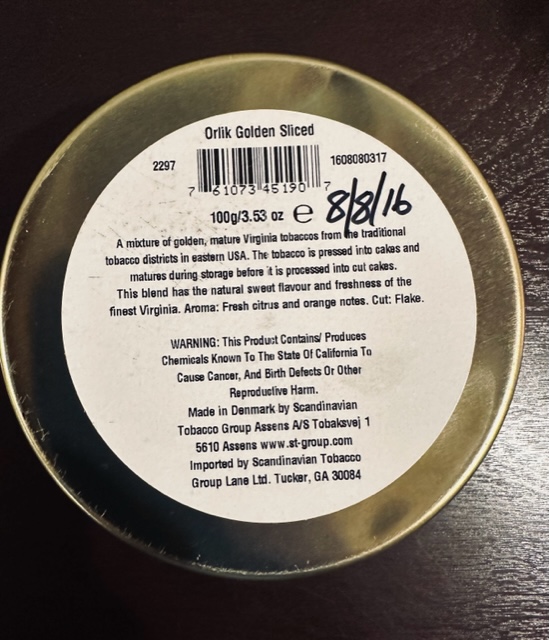 Orlik Golden Sliced
2297 1608080317
7 61073 45190 7
100g/3.53 oz ℮ 8/8/16
A mixture of golden, mature Virginia tobaccos from the traditional
tobacco districts in eastern USA. The tobacco is pressed into cakes and
matures during storage before it is processed into cut cakes.
This blend has the natural sweet flavour and freshness of the
finest Virginia. Aroma: Fresh citrus and orange notes. Cut: Flake.
WARNING: This Product Contains/ Produces
Chemicals Known To The State Of California To
Cause Cancer, And Birth Defects Or Other
Reproductive Harm.
Made in Denmark by Scandinavian
Tobacco Group Assens A/S Tobaksvej 1
5610 Assens www.st-group.com
Imported by Scandinavian Tobacco
Group Lane Ltd. Tucker, GA 30084